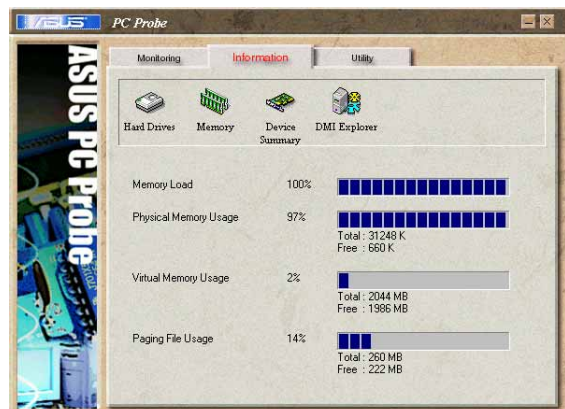 ASUS PC Probe
ASUS PC Probe
Monitoring Information Utility
Hard Drives Memory Device Summary DMI Explorer
Memory Load 100%
Physical Memory Usage 97%
Total : 31248 K
Free : 660 K
Virtual Memory Usage 2%
Total : 2044 MB
Free : 1986 MB
Paging File Usage 14%
Total : 260 MB
Free : 222 MB